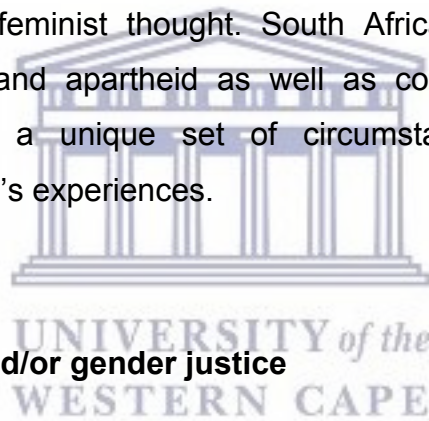 feminist thought. South Afric
and apartheid as well as co
a unique set of circumsta
's experiences.
UNIVERSITY of the
d/or gender justice
WESTERN CAPE